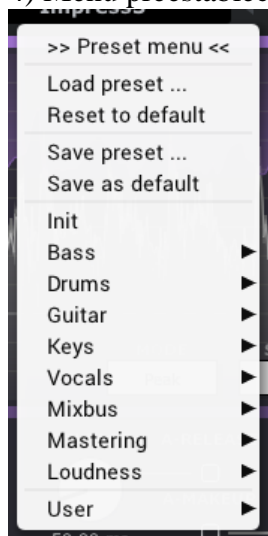 Impress3
>> Preset menu <<
Load preset ...
Reset to default
Save preset ...
Save as default
Init
Bass
Drums
Guitar
Keys
Vocals
Mixbus
Mastering
Loudness
User